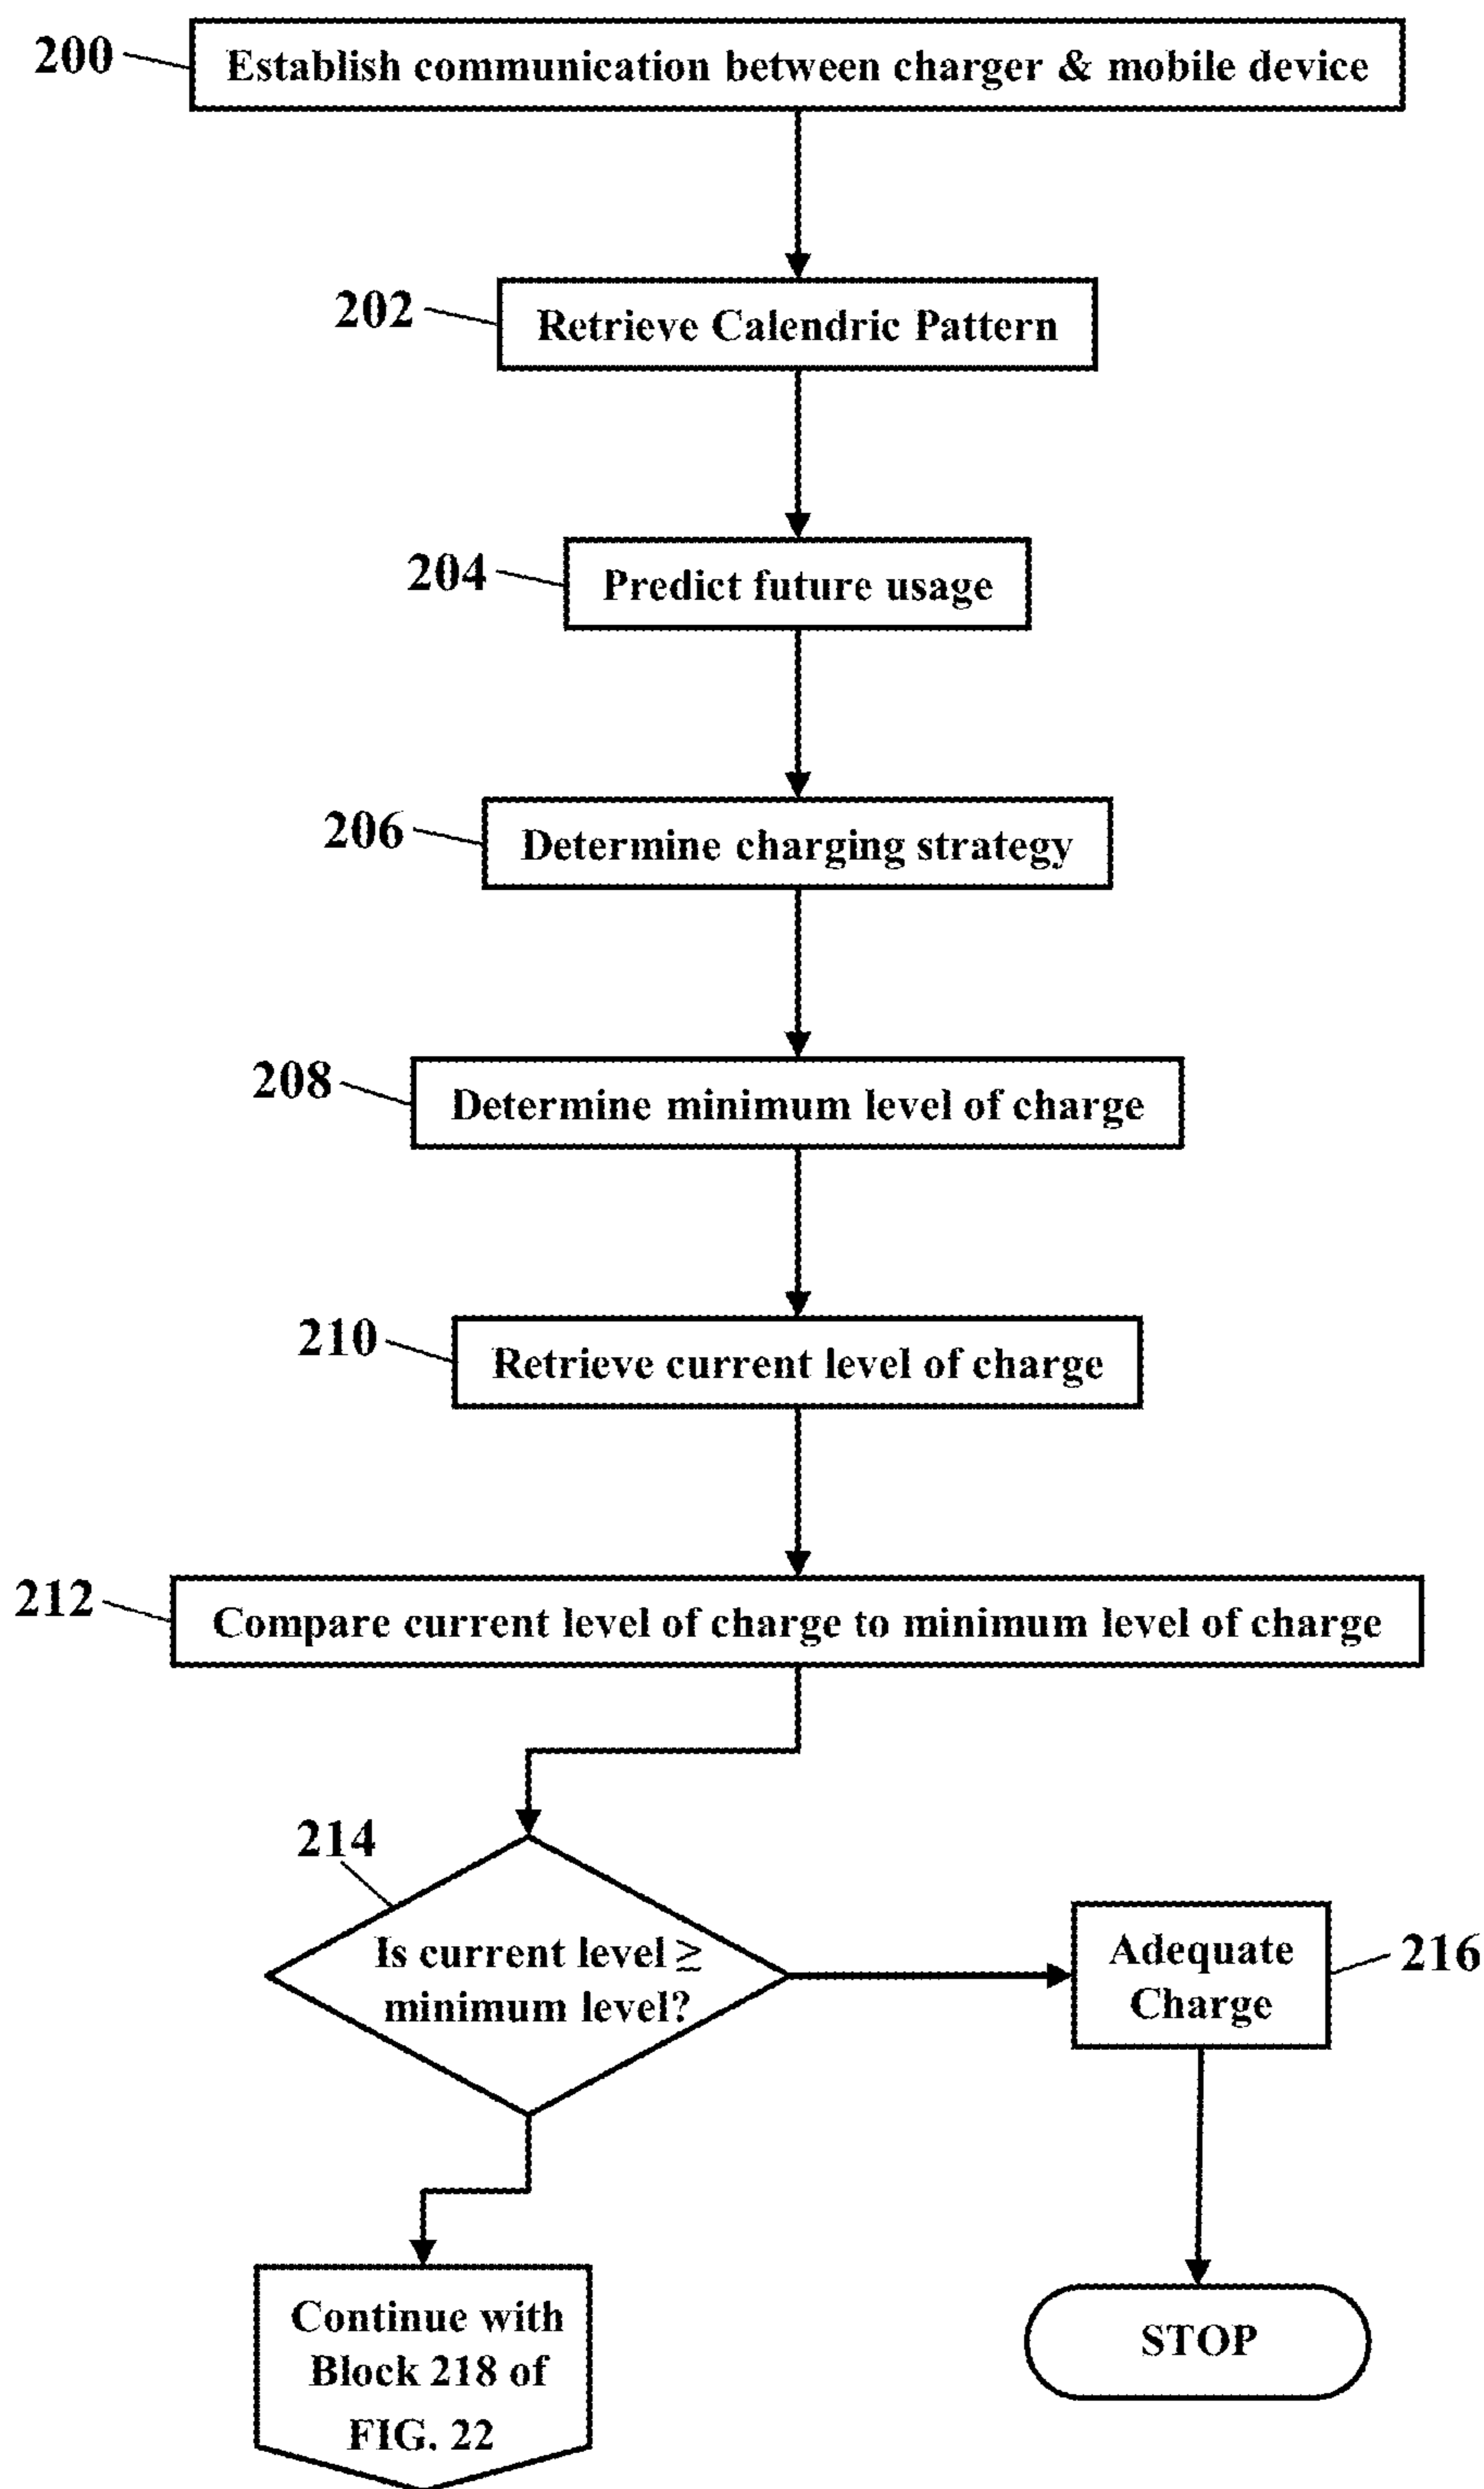 200
Establish communication between charger & mobile device
202
Retrieve Calendric Pattern
204
Predict future usage
206
Determine charging strategy
208
Determine minimum level of charge
210
Retrieve current level of charge
212
Compare current level of charge to minimum level of charge
214
Is current level ≥
minimum level?
Adequate
Charge
216
Continue with
Block 218 of
FIG. 22
STOP